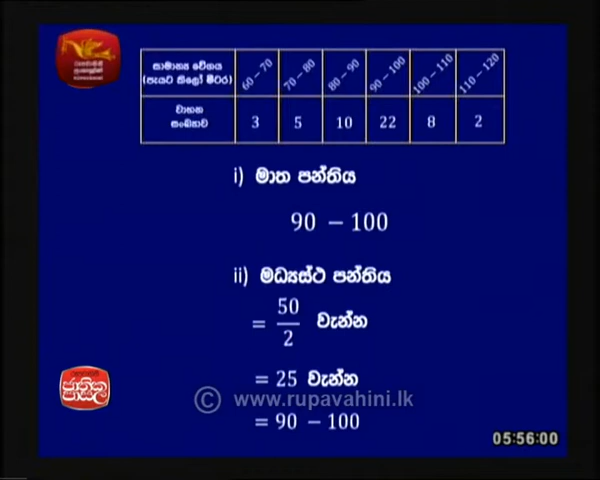 සාමාන්‍ය වේගය
(පැයට කිලෝ මීටර)
60 – 70
70 – 80
80 – 90
90 – 100
100 – 110
110 – 120
වාහන
සංඛ්‍යාව
3
5
10
22
8
2
i) මාත පන්තිය
90 – 100
ii) මධ්‍යස්ථ පන්තිය
= 50/2 වැන්න
= 25 වැන්න
ජාතික
පාසල
© www.rupavahini.lk
= 90 – 100
05:56:00